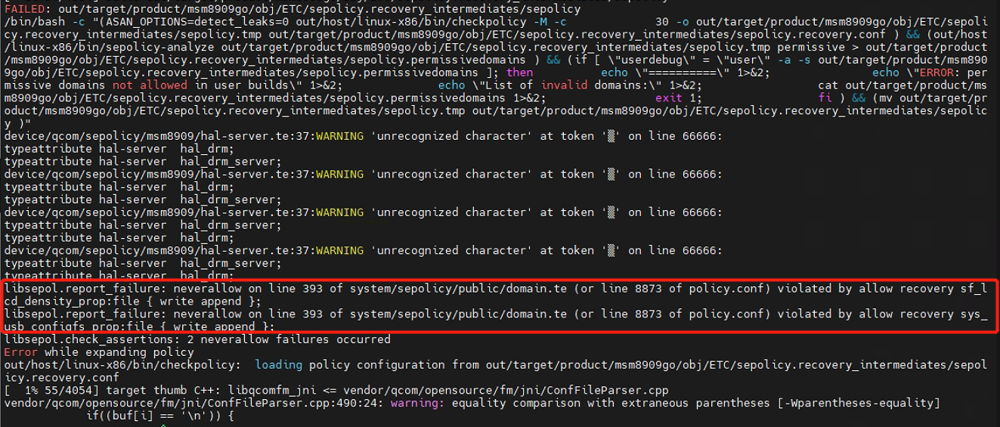 FAILED: out/target/product/msm8909go/obj/ETC/sepolicy.recovery_intermediates/sepolicy
/bin/bash -c "(ASAN_OPTIONS=detect_leaks=0 out/host/linux-x86/bin/checkpolicy -M -c            30 -o out/target/product/msm8909go/obj/ETC/sepoli
cy.recovery_intermediates/sepolicy.tmp out/target/product/msm8909go/obj/ETC/sepolicy.recovery_intermediates/sepolicy.recovery.conf ) && (out/host
/linux-x86/bin/sepolicy-analyze out/target/product/msm8909go/obj/ETC/sepolicy.recovery_intermediates/sepolicy.tmp permissive > out/target/product
/msm8909go/obj/ETC/sepolicy.recovery_intermediates/sepolicy.permissivedomains ) && (if [ \"userdebug\" = \"user\" -a -s out/target/product/msm890
9go/obj/ETC/sepolicy.recovery_intermediates/sepolicy.permissivedomains ]; then          echo \"==========\" 1>&2;               echo \"ERROR: per
missive domains not allowed in user builds\" 1>&2;              echo \"List of invalid domains:\" 1>&2;                 cat out/target/product/ms
m8909go/obj/ETC/sepolicy.recovery_intermediates/sepolicy.permissivedomains 1>&2;                exit 1;                 fi ) && (mv out/target/pr
oduct/msm8909go/obj/ETC/sepolicy.recovery_intermediates/sepolicy.tmp out/target/product/msm8909go/obj/ETC/sepolicy.recovery_intermediates/sepolic
y )"
device/qcom/sepolicy/msm8909/hal-server.te:37:WARNING 'unrecognized character' at token '▒' on line 66666:
typeattribute hal-server  hal_drm;
typeattribute hal-server  hal_drm_server;
device/qcom/sepolicy/msm8909/hal-server.te:37:WARNING 'unrecognized character' at token '▒' on line 66666:
typeattribute hal-server  hal_drm;
typeattribute hal-server  hal_drm_server;
device/qcom/sepolicy/msm8909/hal-server.te:37:WARNING 'unrecognized character' at token '▒' on line 66666:
typeattribute hal-server  hal_drm_server;
typeattribute hal-server  hal_drm;
device/qcom/sepolicy/msm8909/hal-server.te:37:WARNING 'unrecognized character' at token '▒' on line 66666:
typeattribute hal-server  hal_drm_server;
typeattribute hal-server  hal_drm;
libsepol.report_failure: neverallow on line 393 of system/sepolicy/public/domain.te (or line 8873 of policy.conf) violated by allow recovery sf_l
cd_density_prop:file { write append };
libsepol.report_failure: neverallow on line 393 of system/sepolicy/public/domain.te (or line 8873 of policy.conf) violated by allow recovery sys_
usb_configfs_prop:file { write append };
libsepol.check_assertions: 2 neverallow failures occurred
Error while expanding policy
out/host/linux-x86/bin/checkpolicy:  loading policy configuration from out/target/product/msm8909go/obj/ETC/sepolicy.recovery_intermediates/sepol
icy.recovery.conf
[  1% 55/4054] target thumb C++: libqcomfm_jni <= vendor/qcom/opensource/fm/jni/ConfFileParser.cpp
vendor/qcom/opensource/fm/jni/ConfFileParser.cpp:490:24: warning: equality comparison with extraneous parentheses [-Wparentheses-equality]
            if((buf[i] == '\n')) {